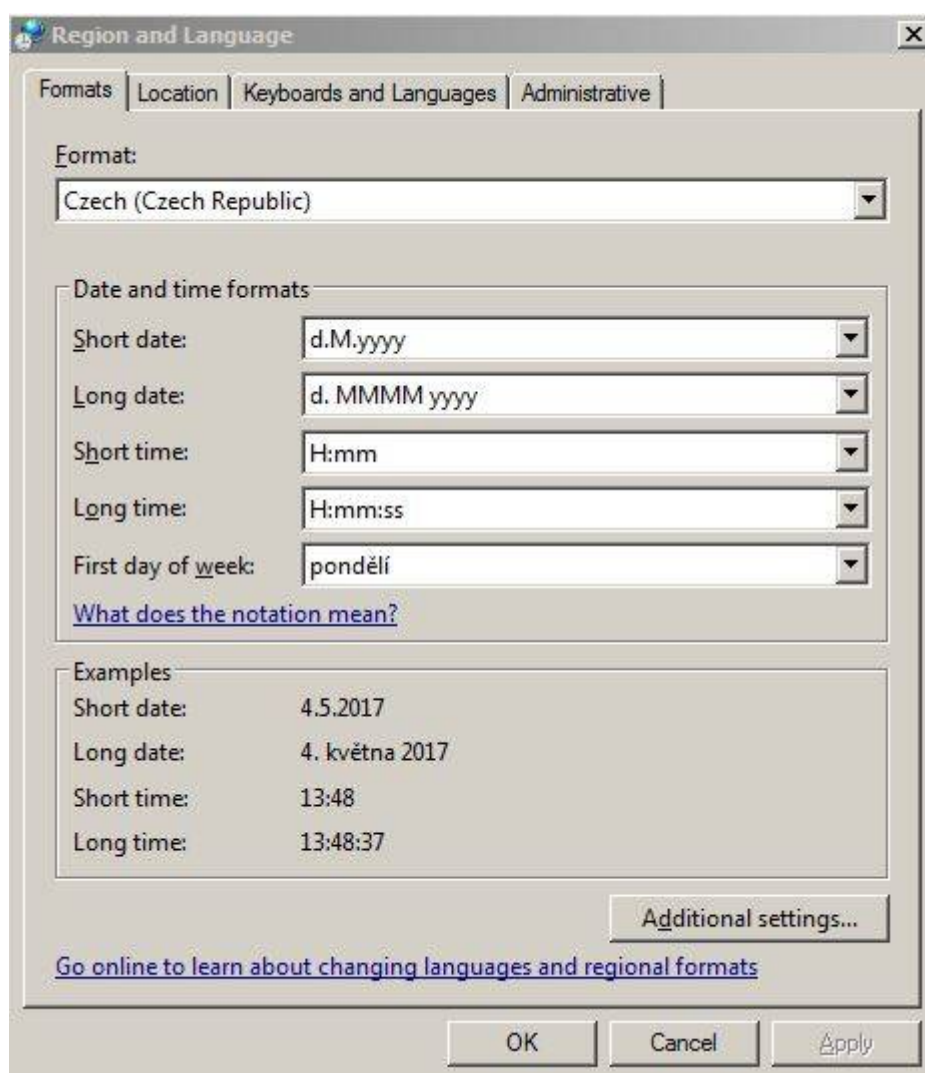 Region and Language
Formats Location Keyboards and Languages Administrative
Format:
Czech (Czech Republic)
Date and time formats
Short date: d.M.yyyy
Long date: d. MMMM yyyy
Short time: H:mm
Long time: H:mm:ss
First day of week: pondělí
What does the notation mean?
Examples
Short date: 4.5.2017
Long date: 4. května 2017
Short time: 13:48
Long time: 13:48:37
Additional settings...
Go online to learn about changing languages and regional formats
OK Cancel Apply